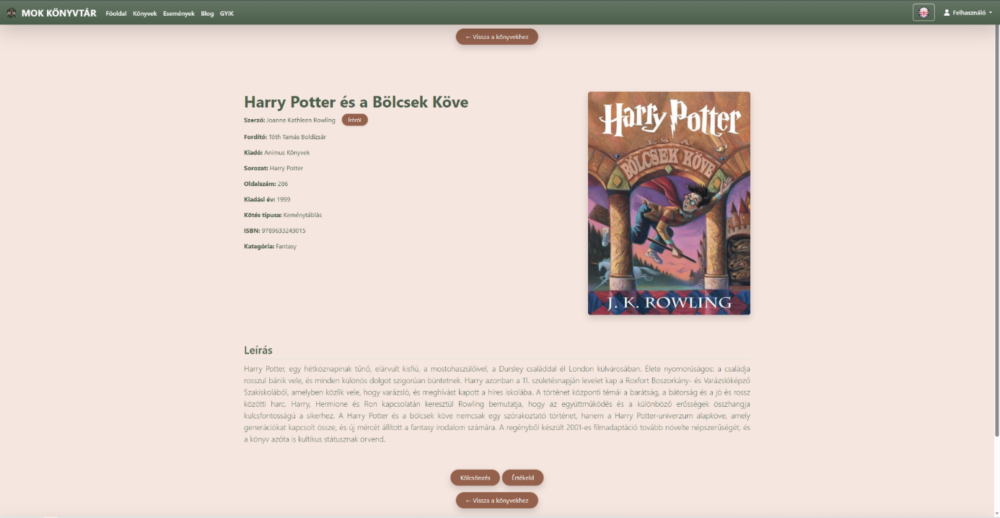 MOK KÖNYVTÁR Főoldal Könyvek Események Blog GYIK Felhasználó
← Vissza a könyvekhez
Harry Potter és a Bölcsek Köve
Szerző: Joanne Kathleen Rowling Íróról
Fordító: Tóth Tamás Boldizsár
Kiadó: Animus Könyvek
Sorozat: Harry Potter
Oldalszám: 286
Kiadási év: 1999
Kötés típusa: Keménytáblás
ISBN: 9789633243015
Kategória: Fantasy
Harry Potter
ÉS A
BÖLCSEK KÖVE
J. K. ROWLING
Leírás
Harry Potter, egy hétköznapinak tűnő, elárvult kisfiú, a mostohaszülőivel, a Dursley családdal él London külvárosában. Élete nyomorúságos: a családja
rosszul bánik vele, és minden különös dolgot szigorúan büntetnek. Harry azonban a 11. születésnapján levelet kap a Roxfort Boszorkány- és Varázslóképző
Szakiskolából, amelyben közlik vele, hogy varázsló, és meghívást kapott a híres iskolába. A történet központi témái a barátság, a bátorság és a jó és rossz
közötti harc. Harry, Hermione és Ron kapcsolatán keresztül Rowling bemutatja, hogy az együttműködés és a különböző erősségek összhangja
kulcsfontosságú a sikerhez. A Harry Potter és a bölcsek köve nemcsak egy szórakoztató történet, hanem a Harry Potter-univerzum alapköve, amely
generációkat kapcsolt össze, és új mércét állított a fantasy irodalom számára. A regényből készült 2001-es filmadaptáció tovább növelte népszerűségét, és
a könyv azóta is kultikus státusznak örvend.
Kölcsönzés Értékeld
← Vissza a könyvekhez